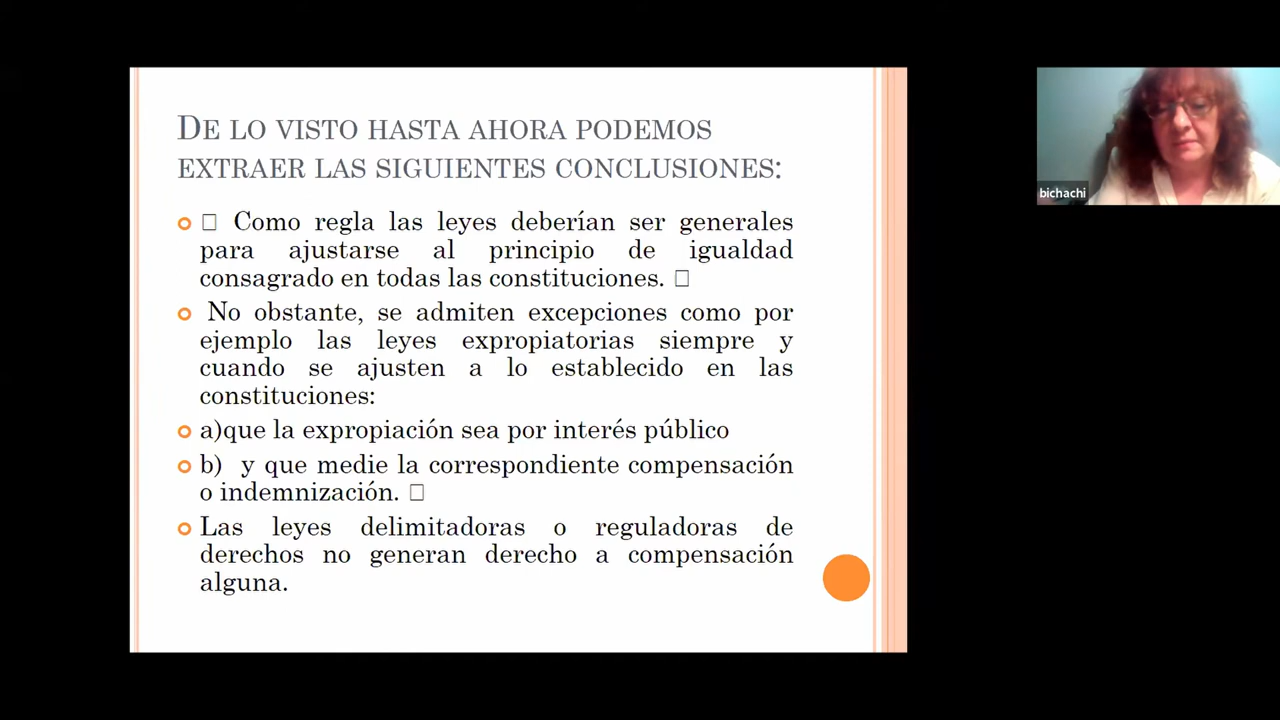 DE LO VISTO HASTA AHORA PODEMOS
EXTRAER LAS SIGUIENTES CONCLUSIONES:
□ Como regla las leyes deberían ser generales
para ajustarse al principio de igualdad
consagrado en todas las constituciones. □
No obstante, se admiten excepciones como por
ejemplo las leyes expropiatorias siempre y
cuando se ajusten a lo establecido en las
constituciones:
a)que la expropiación sea por interés público
b) y que medie la correspondiente compensación
o indemnización. □
Las leyes delimitadoras o reguladoras de
derechos no generan derecho a compensación
alguna.
bichachi